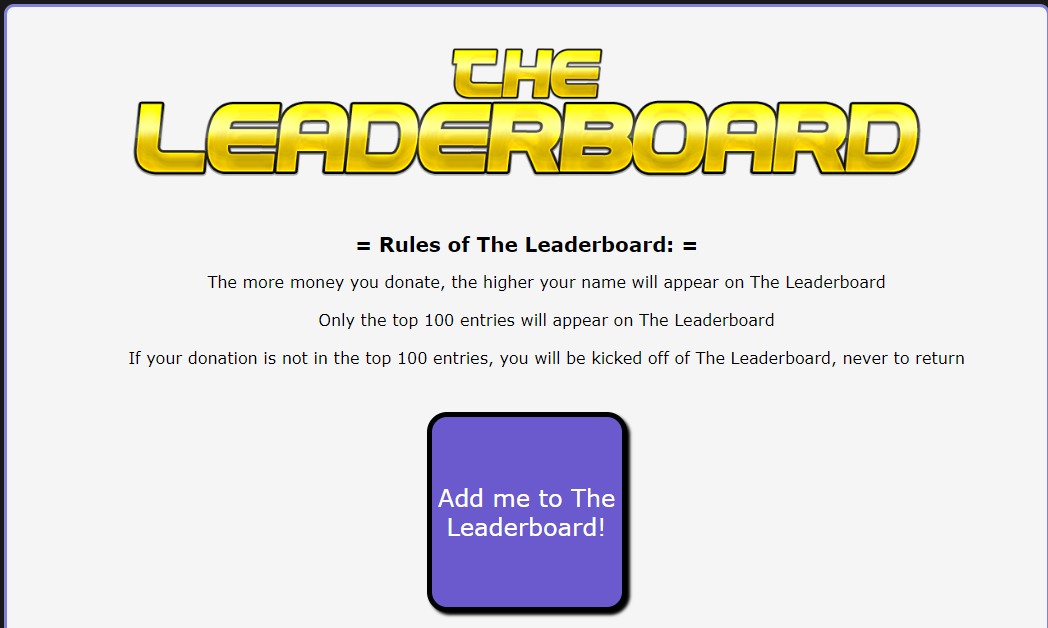 THE
LEADERBOARD
= Rules of The Leaderboard: =
The more money you donate, the higher your name will appear on The Leaderboard
Only the top 100 entries will appear on The Leaderboard
If your donation is not in the top 100 entries, you will be kicked off of The Leaderboard, never to return
Add me to The
Leaderboard!